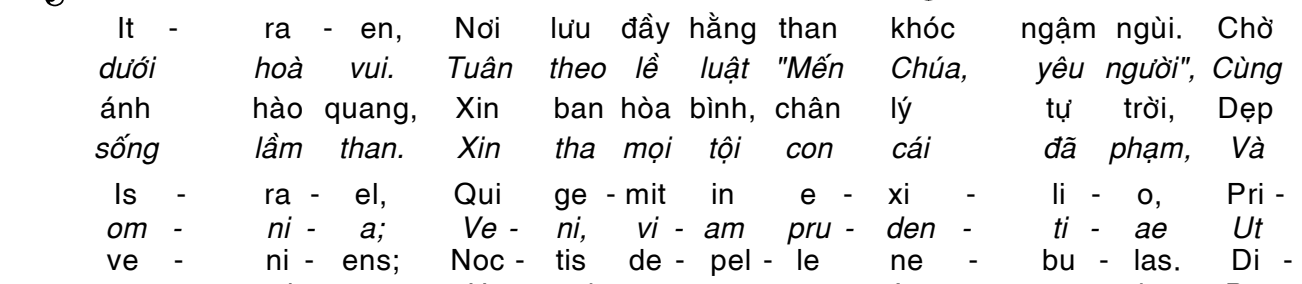 It - ra - en, Nơi lưu đầy hằng than khóc ngậm ngùi. Chờ
dưới hoà vui. Tuân theo lề luật "Mến Chúa, yêu người", Cùng
ánh hào quang, Xin ban hòa bình, chân lý tự trời, Dẹp
sống lầm than. Xin tha mọi tội con cái đã phạm, Và
Is - ra - el, Qui ge - mit in e - xi - li - o, Pri -
om - ni - a; Ve - ni, vi - am pru - den - ti - ae Ut
ve - ni - ens; Noc - tis de - pel - le ne - bu - las. Di -